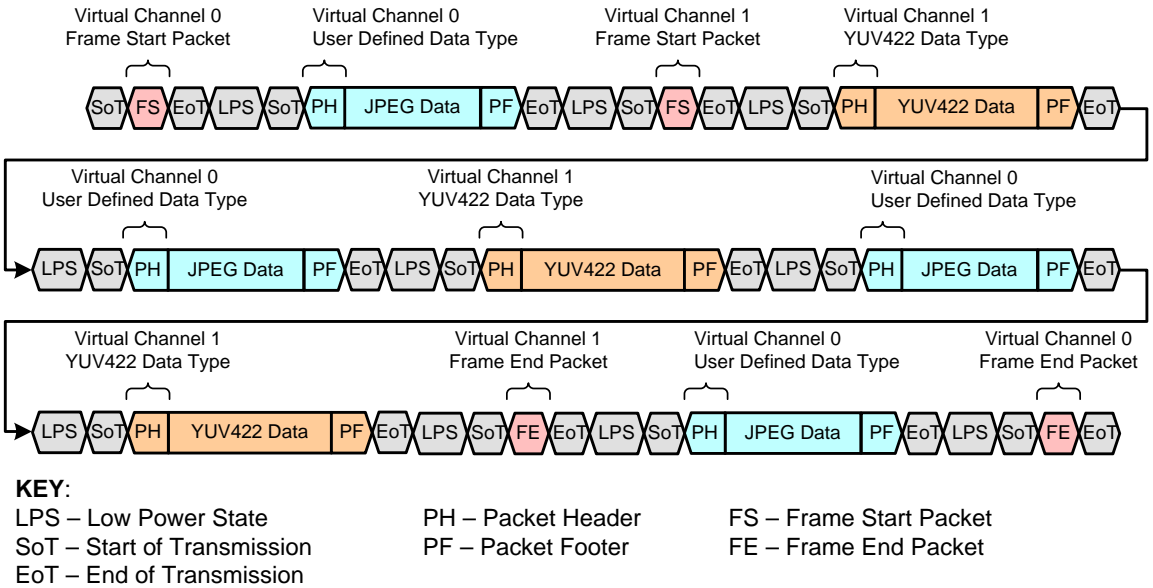 Virtual Channel 0 Virtual Channel 0 Virtual Channel 1 Virtual Channel 1
Frame Start Packet User Defined Data Type Frame Start Packet YUV422 Data Type
SoT FS EoT LPS SoT PH JPEG Data PF EoT LPS SoT FS EoT LPS SoT PH YUV422 Data PF EoT
Virtual Channel 0 Virtual Channel 1 Virtual Channel 0
User Defined Data Type YUV422 Data Type User Defined Data Type
LPS SoT PH JPEG Data PF EoT LPS SoT PH YUV422 Data PF EoT LPS SoT PH JPEG Data PF EoT
Virtual Channel 1 Virtual Channel 1 Virtual Channel 0 Virtual Channel 0
YUV422 Data Type Frame End Packet User Defined Data Type Frame End Packet
LPS SoT PH YUV422 Data PF EoT LPS SoT FE EoT LPS SoT PH JPEG Data PF EoT LPS SoT FE EoT
KEY:
LPS – Low Power State PH – Packet Header FS – Frame Start Packet
SoT – Start of Transmission PF – Packet Footer FE – Frame End Packet
EoT – End of Transmission